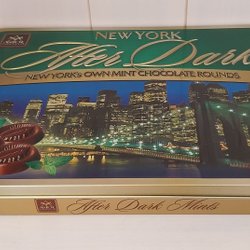 NEW YORK
After Dark
NEW YORK'S OWN MINT CHOCOLATE ROUNDS
After Dark Mints